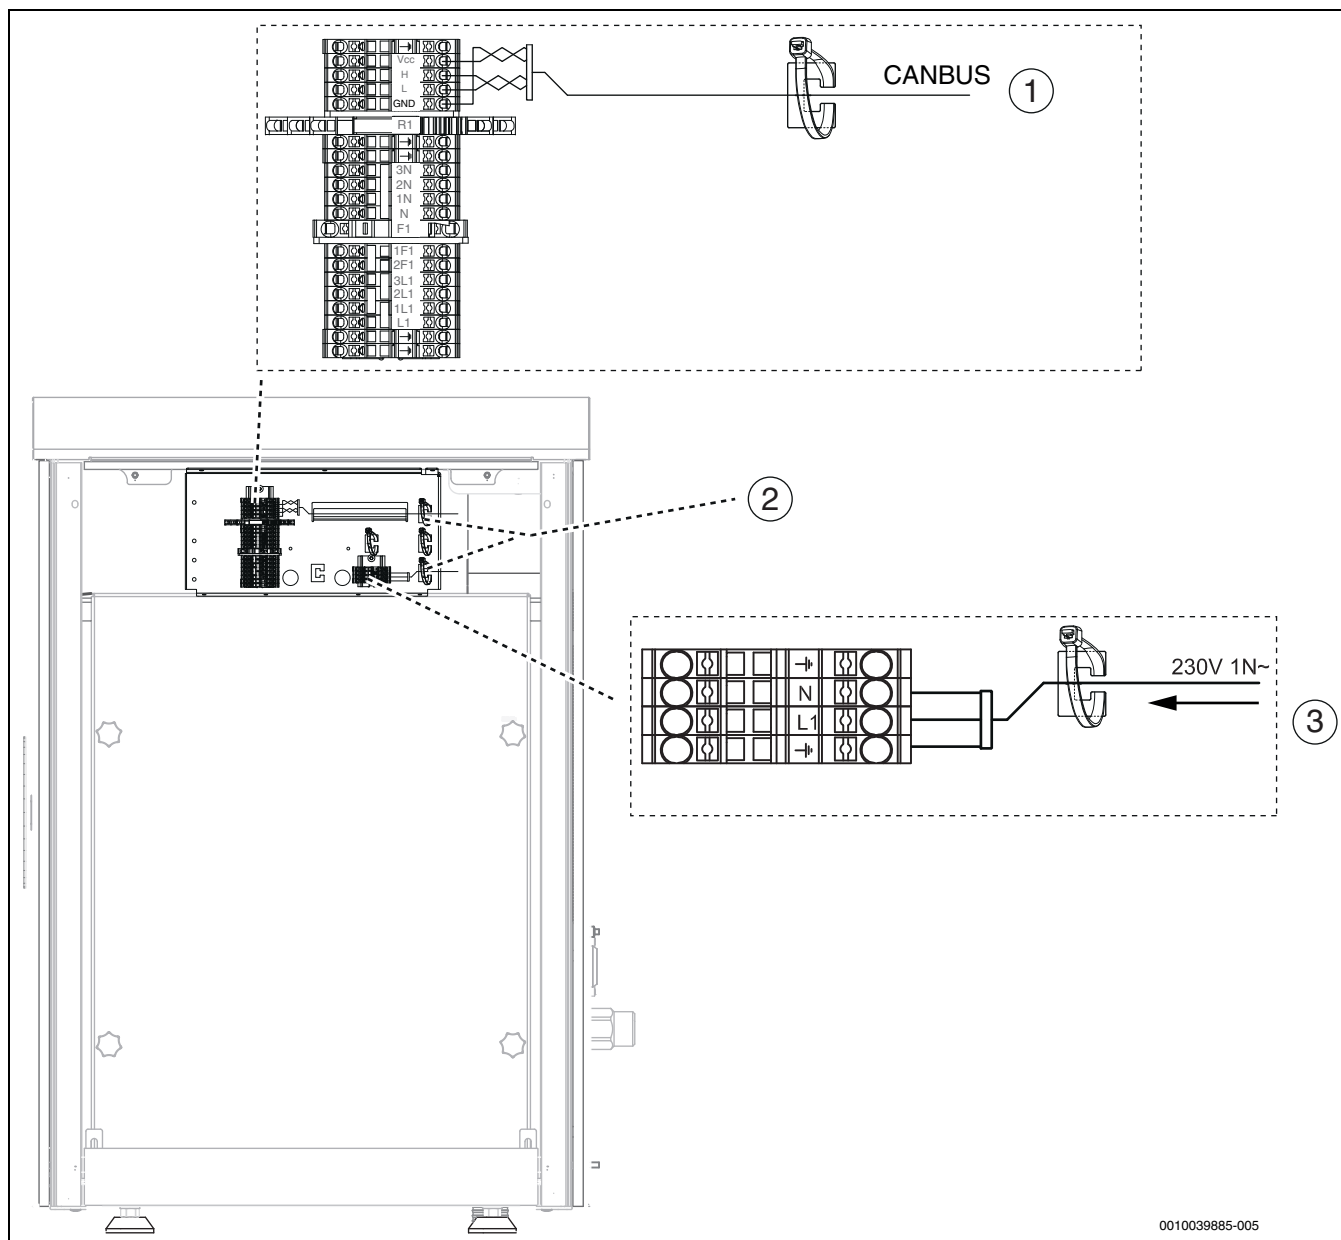 Vcc
H
L
GND
CANBUS
1
R1
3N
2N
1N
N
F1
1F1
2F1
3L1
2L1
1L1
L1
2
230V 1N~
N
L1
3
0010039885-005